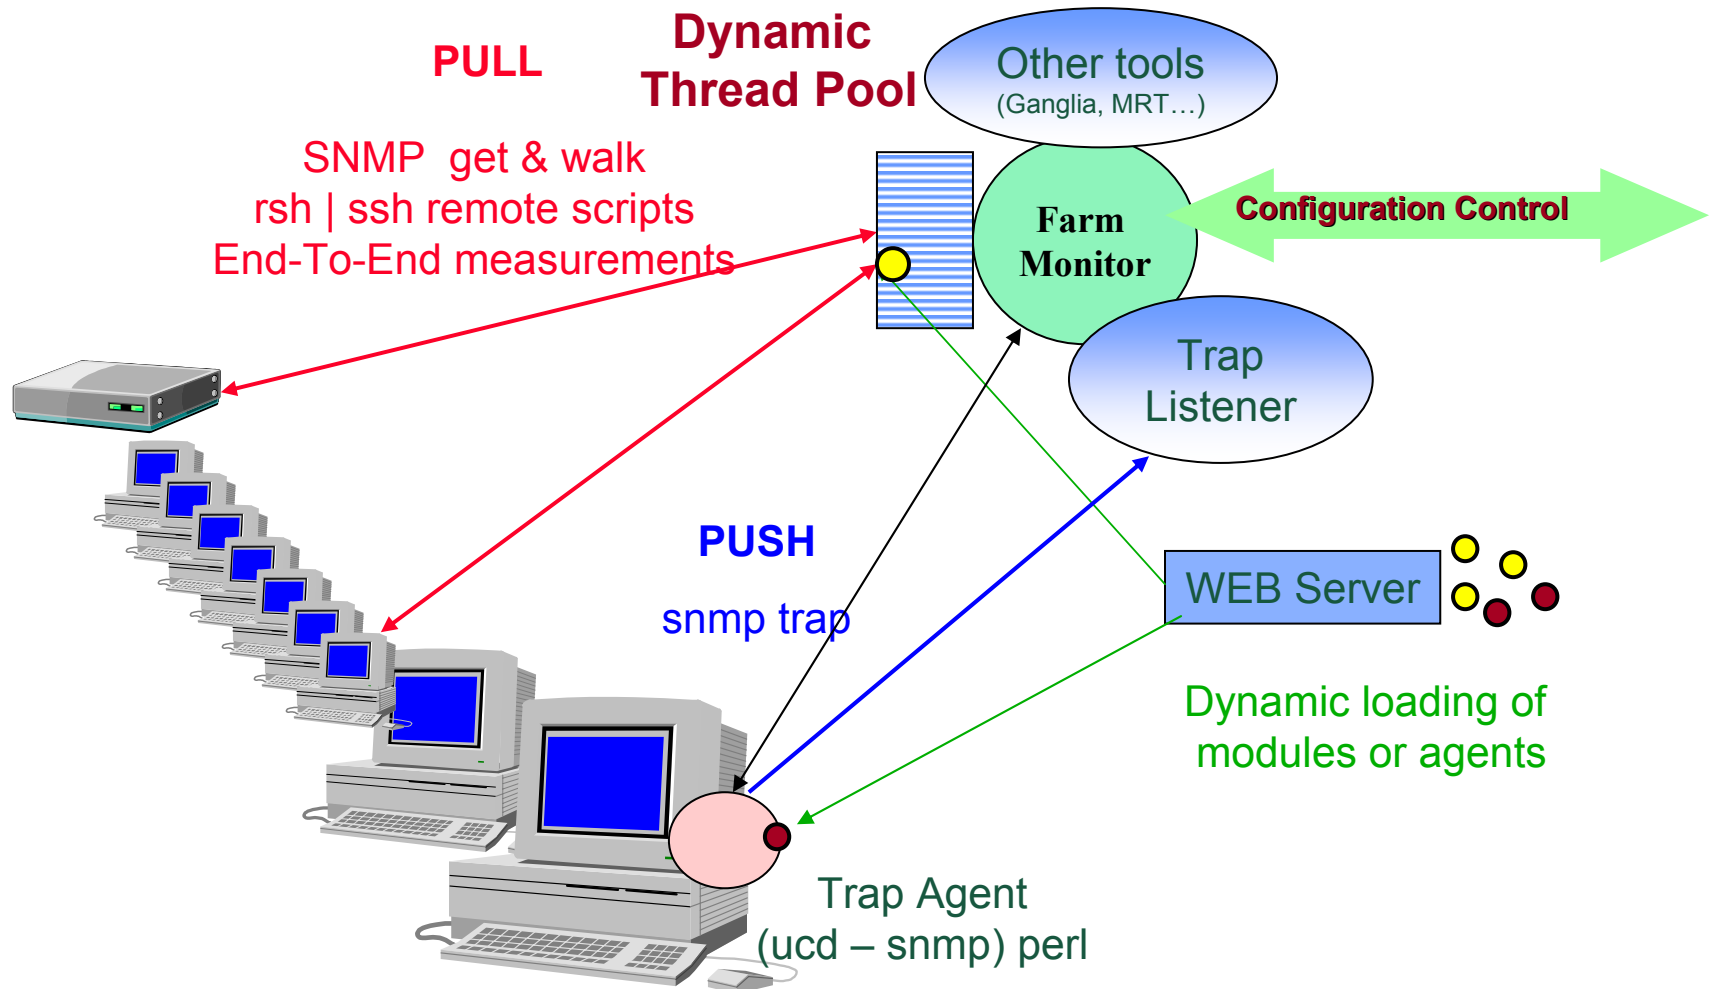 PULL
Dynamic
Thread Pool
Other tools
(Ganglia, MRT…)
SNMP  get & walk
rsh | ssh remote scripts
End-To-End measurements
Farm
Monitor
Configuration Control
Trap
Listener
PUSH
snmp trap
WEB Server
Dynamic loading of
modules or agents
Trap Agent
(ucd – snmp) perl